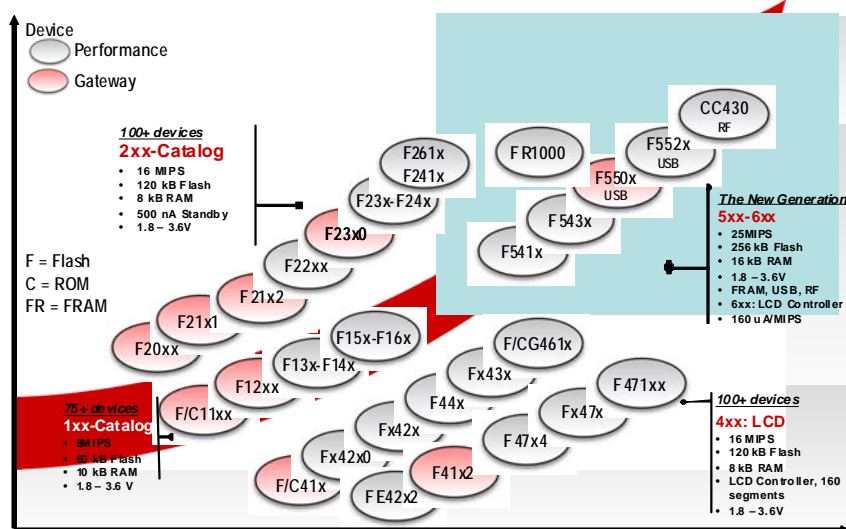 Device
Performance
Gateway
100+ devices
2xx-Catalog
• 16 MIPS
• 120 kB Flash
• 8 kB RAM
• 500 nA Standby
• 1.8 – 3.6V
F = Flash
C = ROM
FR = FRAM
F20xx
F21x1
F21x2
F22xx
F23x0
F23x-F24x
F261x
F241x
FR1000
CC430
RF
F552x
USB
F550x
USB
F543x
F541x
The New Generation
5xx-6xx
• 25MIPS
• 256 kB Flash
• 16 kB RAM
• 1.8 – 3.6V
• FRAM, USB, RF
• 6xx: LCD Controller
• 160 uA/MIPS
75+ devices
1xx-Catalog
• 8MIPS
• 60 kB Flash
• 10 kB RAM
• 1.8 – 3.6 V
F/C11xx
F12xx
F13x-F14x
F15x-F16x
F/C41x
Fx42x0
Fx42x
F44x
Fx43x
F/CG461x
FE42x2
F41x2
F47x4
Fx47x
F471xx
100+ devices
4xx: LCD
• 16 MIPS
• 120 kB Flash
• 8 kB RAM
• LCD Controller, 160
segments
• 1.8 – 3.6V